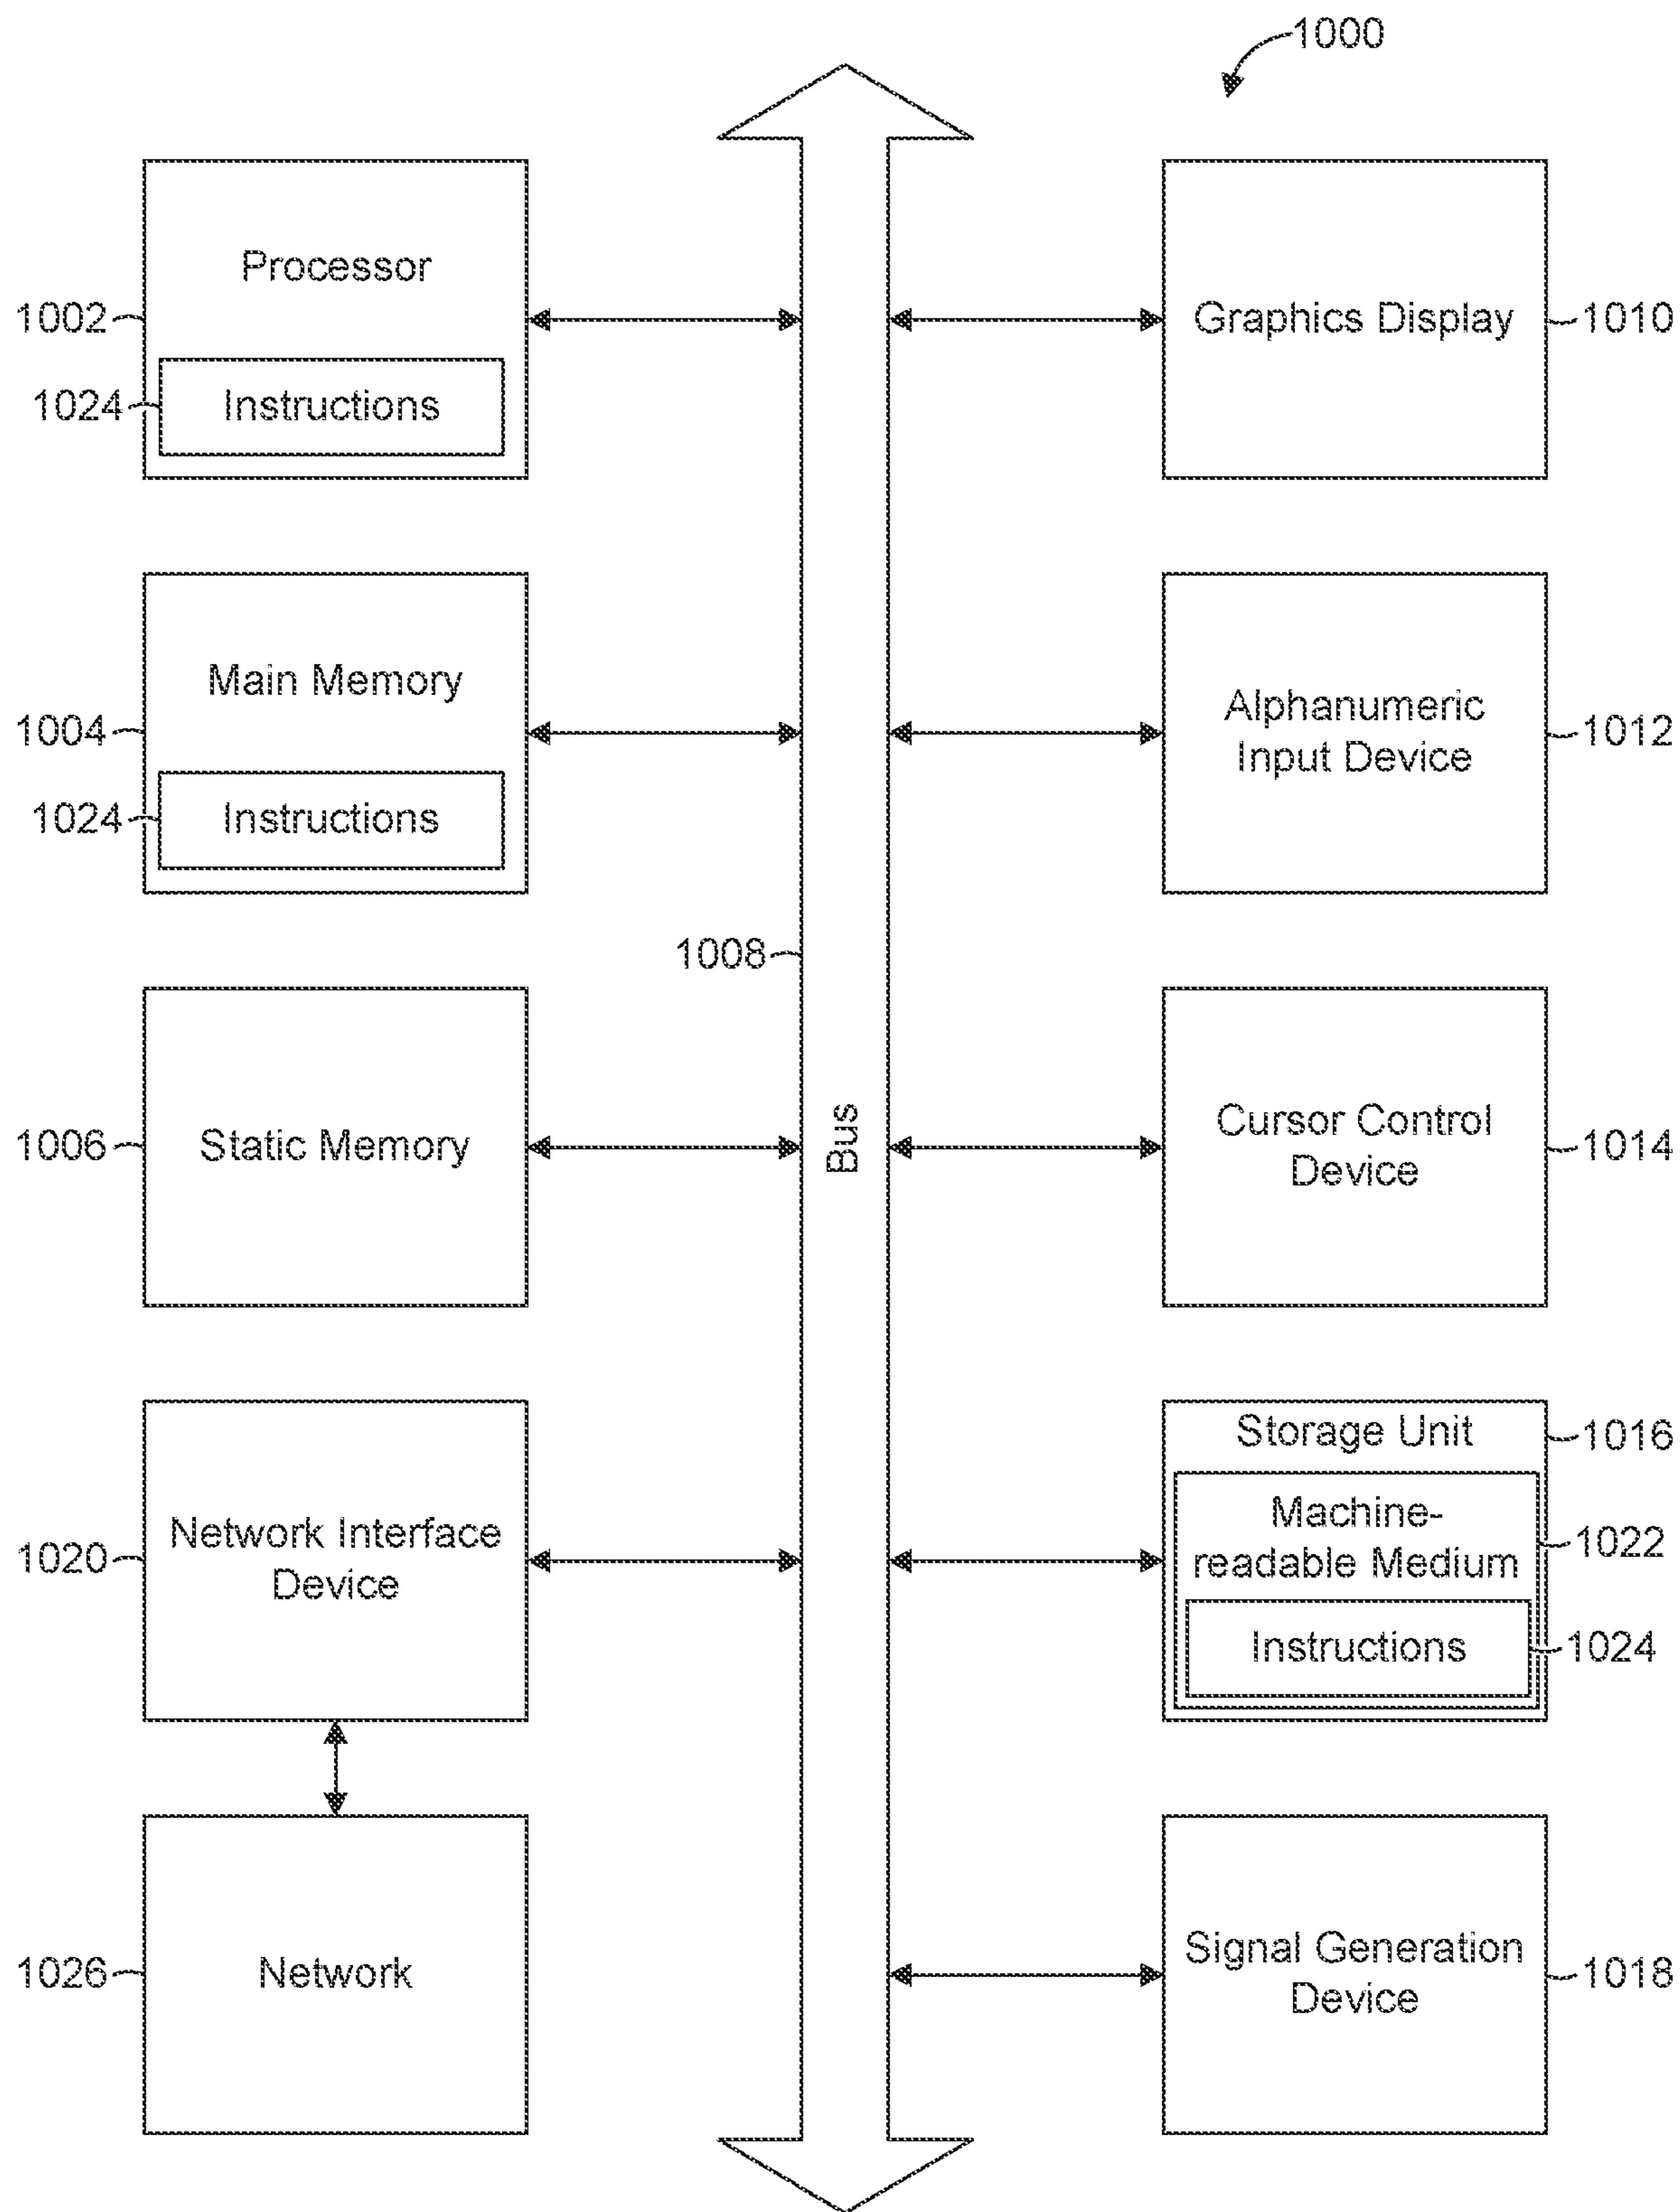 1000
Processor
1002
1024
Instructions
Graphics Display
1010
Main Memory
1004
1024
Instructions
Alphanumeric
Input Device
1012
1008
Bus
1006
Static Memory
Cursor Control
Device
1014
1020
Network Interface
Device
Storage Unit
1016
Machine-
readable Medium
1022
Instructions
1024
1026
Network
Signal Generation
Device
1018